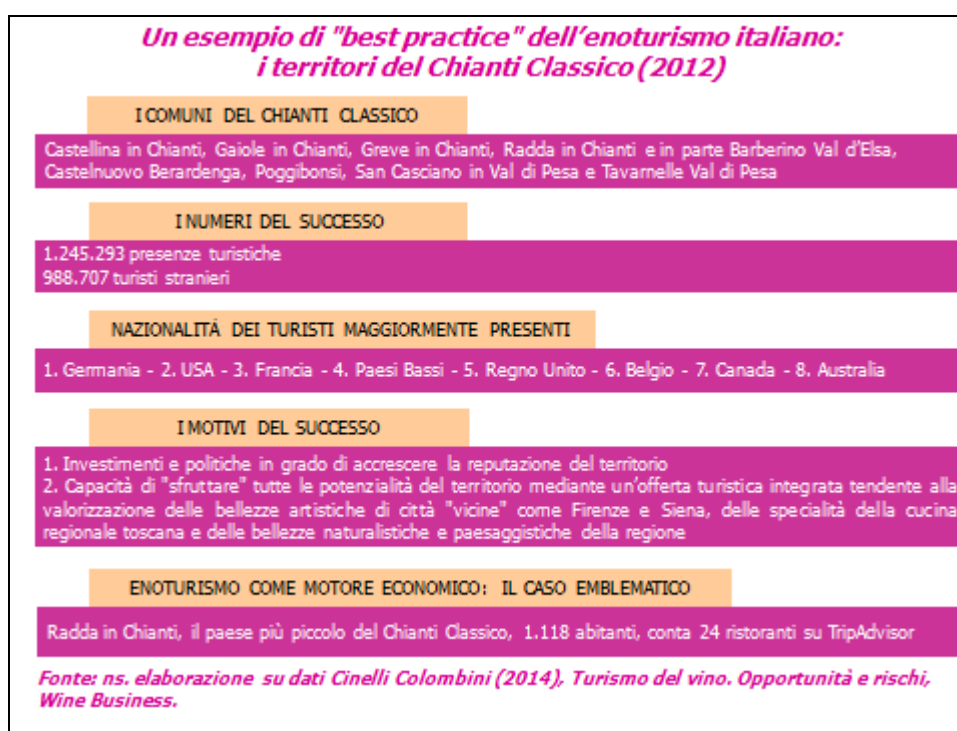 Un esempio di "best practice" dell'enoturismo italiano:
i territori del Chianti Classico (2012)
I COMUNI DEL CHIANTI CLASSICO
Castellina in Chianti, Gaiole in Chianti, Greve in Chianti, Radda in Chianti e in parte Barberino Val d'Elsa,
Castelnuovo Berardenga, Poggibonsi, San Casciano in Val di Pesa e Tavarnelle Val di Pesa
I NUMERI DEL SUCCESSO
1.245.293 presenze turistiche
988.707 turisti stranieri
NAZIONALITÀ DEI TURISTI MAGGIORMENTE PRESENTI
1. Germania - 2. USA - 3. Francia - 4. Paesi Bassi - 5. Regno Unito - 6. Belgio - 7. Canada - 8. Australia
I MOTIVI DEL SUCCESSO
1. Investimenti e politiche in grado di accrescere la reputazione del territorio
2. Capacità di "sfruttare" tutte le potenzialità del territorio mediante un'offerta turistica integrata tendente alla
valorizzazione delle bellezze artistiche di città "vicine" come Firenze e Siena, delle specialità della cucina
regionale toscana e delle bellezze naturalistiche e paesaggistiche della regione
ENOTURISMO COME MOTORE ECONOMICO: IL CASO EMBLEMATICO
Radda in Chianti, il paese più piccolo del Chianti Classico, 1.118 abitanti, conta 24 ristoranti su TripAdvisor
Fonte: ns. elaborazione su dati Cinelli Colombini (2014), Turismo del vino. Opportunità e rischi,
Wine Business.